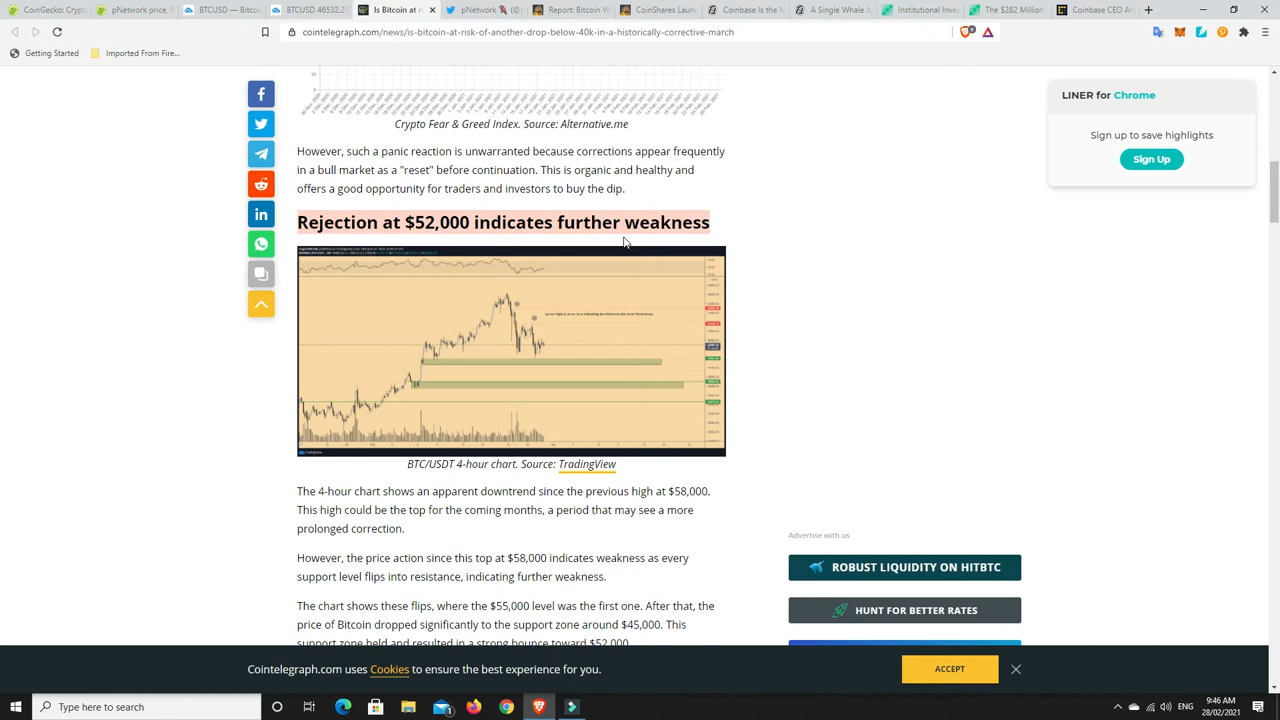 CoinGecko: Crypto
pNetwork price,
BTCUSD — Bitco
BTCUSD 46532.2
Is Bitcoin at r
pNetwork
Report: Bitcoin W
CoinShares Launc
Coinbase Is the N
A Single Whale
Institutional Inves
The $282 Million
Coinbase CEO Ar
cointelegraph.com/news/is-bitcoin-at-risk-of-another-drop-below-40k-in-a-historically-corrective-march
Getting Started
Imported From Fire...
LINER for Chrome
Sign up to save highlights
Sign Up
Crypto Fear & Greed Index. Source: Alternative.me
However, such a panic reaction is unwarranted because corrections appear frequently
in a bull market as a "reset" before continuation. This is organic and healthy and
offers a good opportunity for traders and investors to buy the dip.
Rejection at $52,000 indicates further weakness
BTC/USDT 4-hour chart. Source: TradingView
The 4-hour chart shows an apparent downtrend since the previous high at $58,000.
This high could be the top for the coming months, a period that may see a more
prolonged correction.
However, the price action since this top at $58,000 indicates weakness as every
support level flips into resistance, indicating further weakness.
The chart shows these flips, where the $55,000 level was the first one. After that, the
price of Bitcoin dropped significantly to the support zone around $45,000. This
support zone held and resulted in a strong bounce toward $52,000.
Advertise with us
ROBUST LIQUIDITY ON HITBTC
HUNT FOR BETTER RATES
Cointelegraph.com uses Cookies to ensure the best experience for you.
ACCEPT
Type here to search
ENG
9:46 AM
28/02/2021